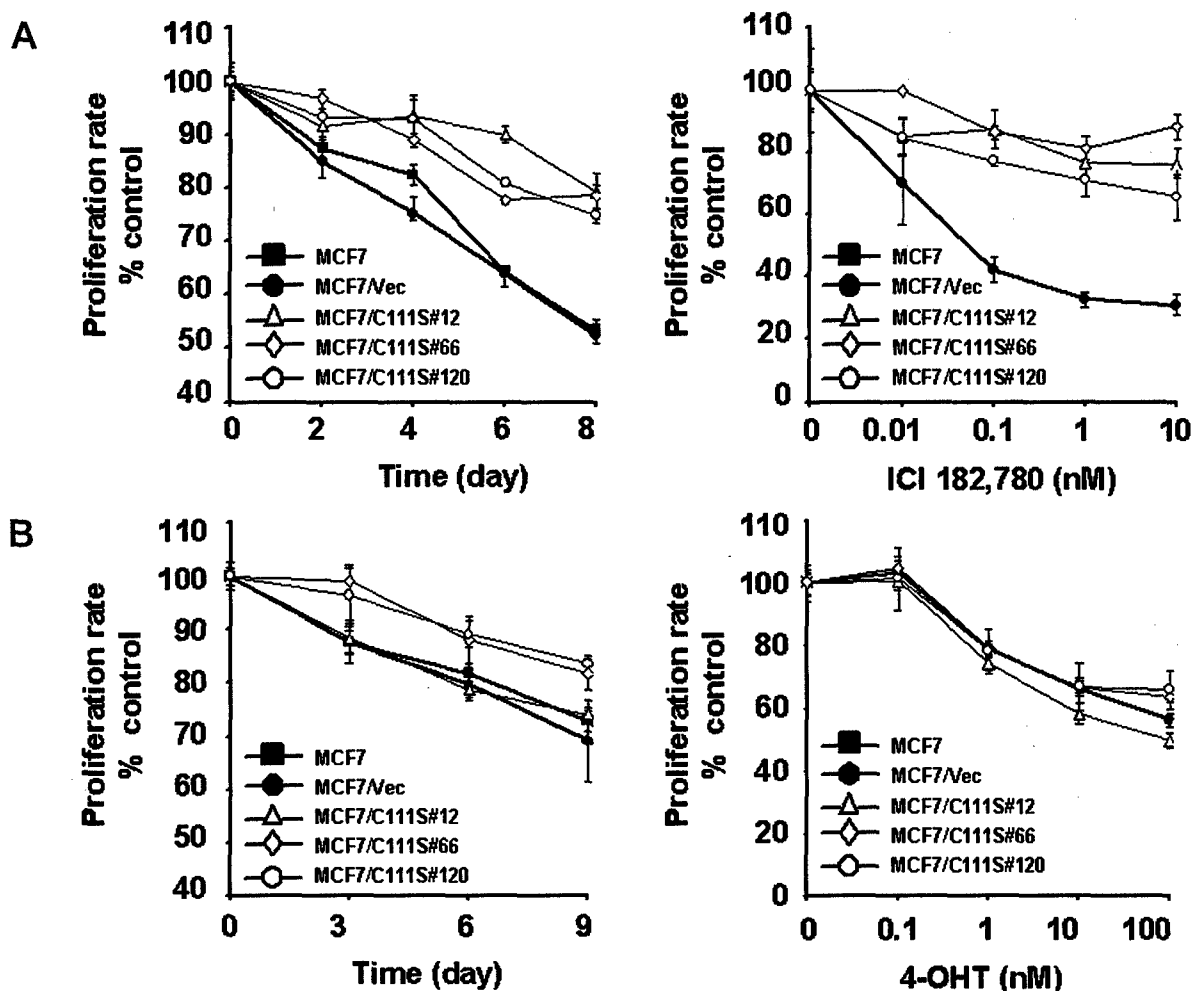 A
Proliferation rate
% control
110
100
90
80
70
60
50
40
MCF7
MCF7/Vec
MCF7/C111S#12
MCF7/C111S#66
MCF7/C111S#120
0 2 4 6 8
Time (day)
Proliferation rate
% control
110
100
80
60
40
20
0
MCF7
MCF7/Vec
MCF7/C111S#12
MCF7/C111S#66
MCF7/C111S#120
0 0.01 0.1 1 10
ICI 182,780 (nM)
B
Proliferation rate
% control
110
100
90
80
70
60
50
40
MCF7
MCF7/Vec
MCF7/C111S#12
MCF7/C111S#66
MCF7/C111S#120
0 3 6 9
Time (day)
Proliferation rate
% control
110
100
80
60
40
20
0
MCF7
MCF7/Vec
MCF7/C111S#12
MCF7/C111S#66
MCF7/C111S#120
0 0.1 1 10 100
4-OHT (nM)